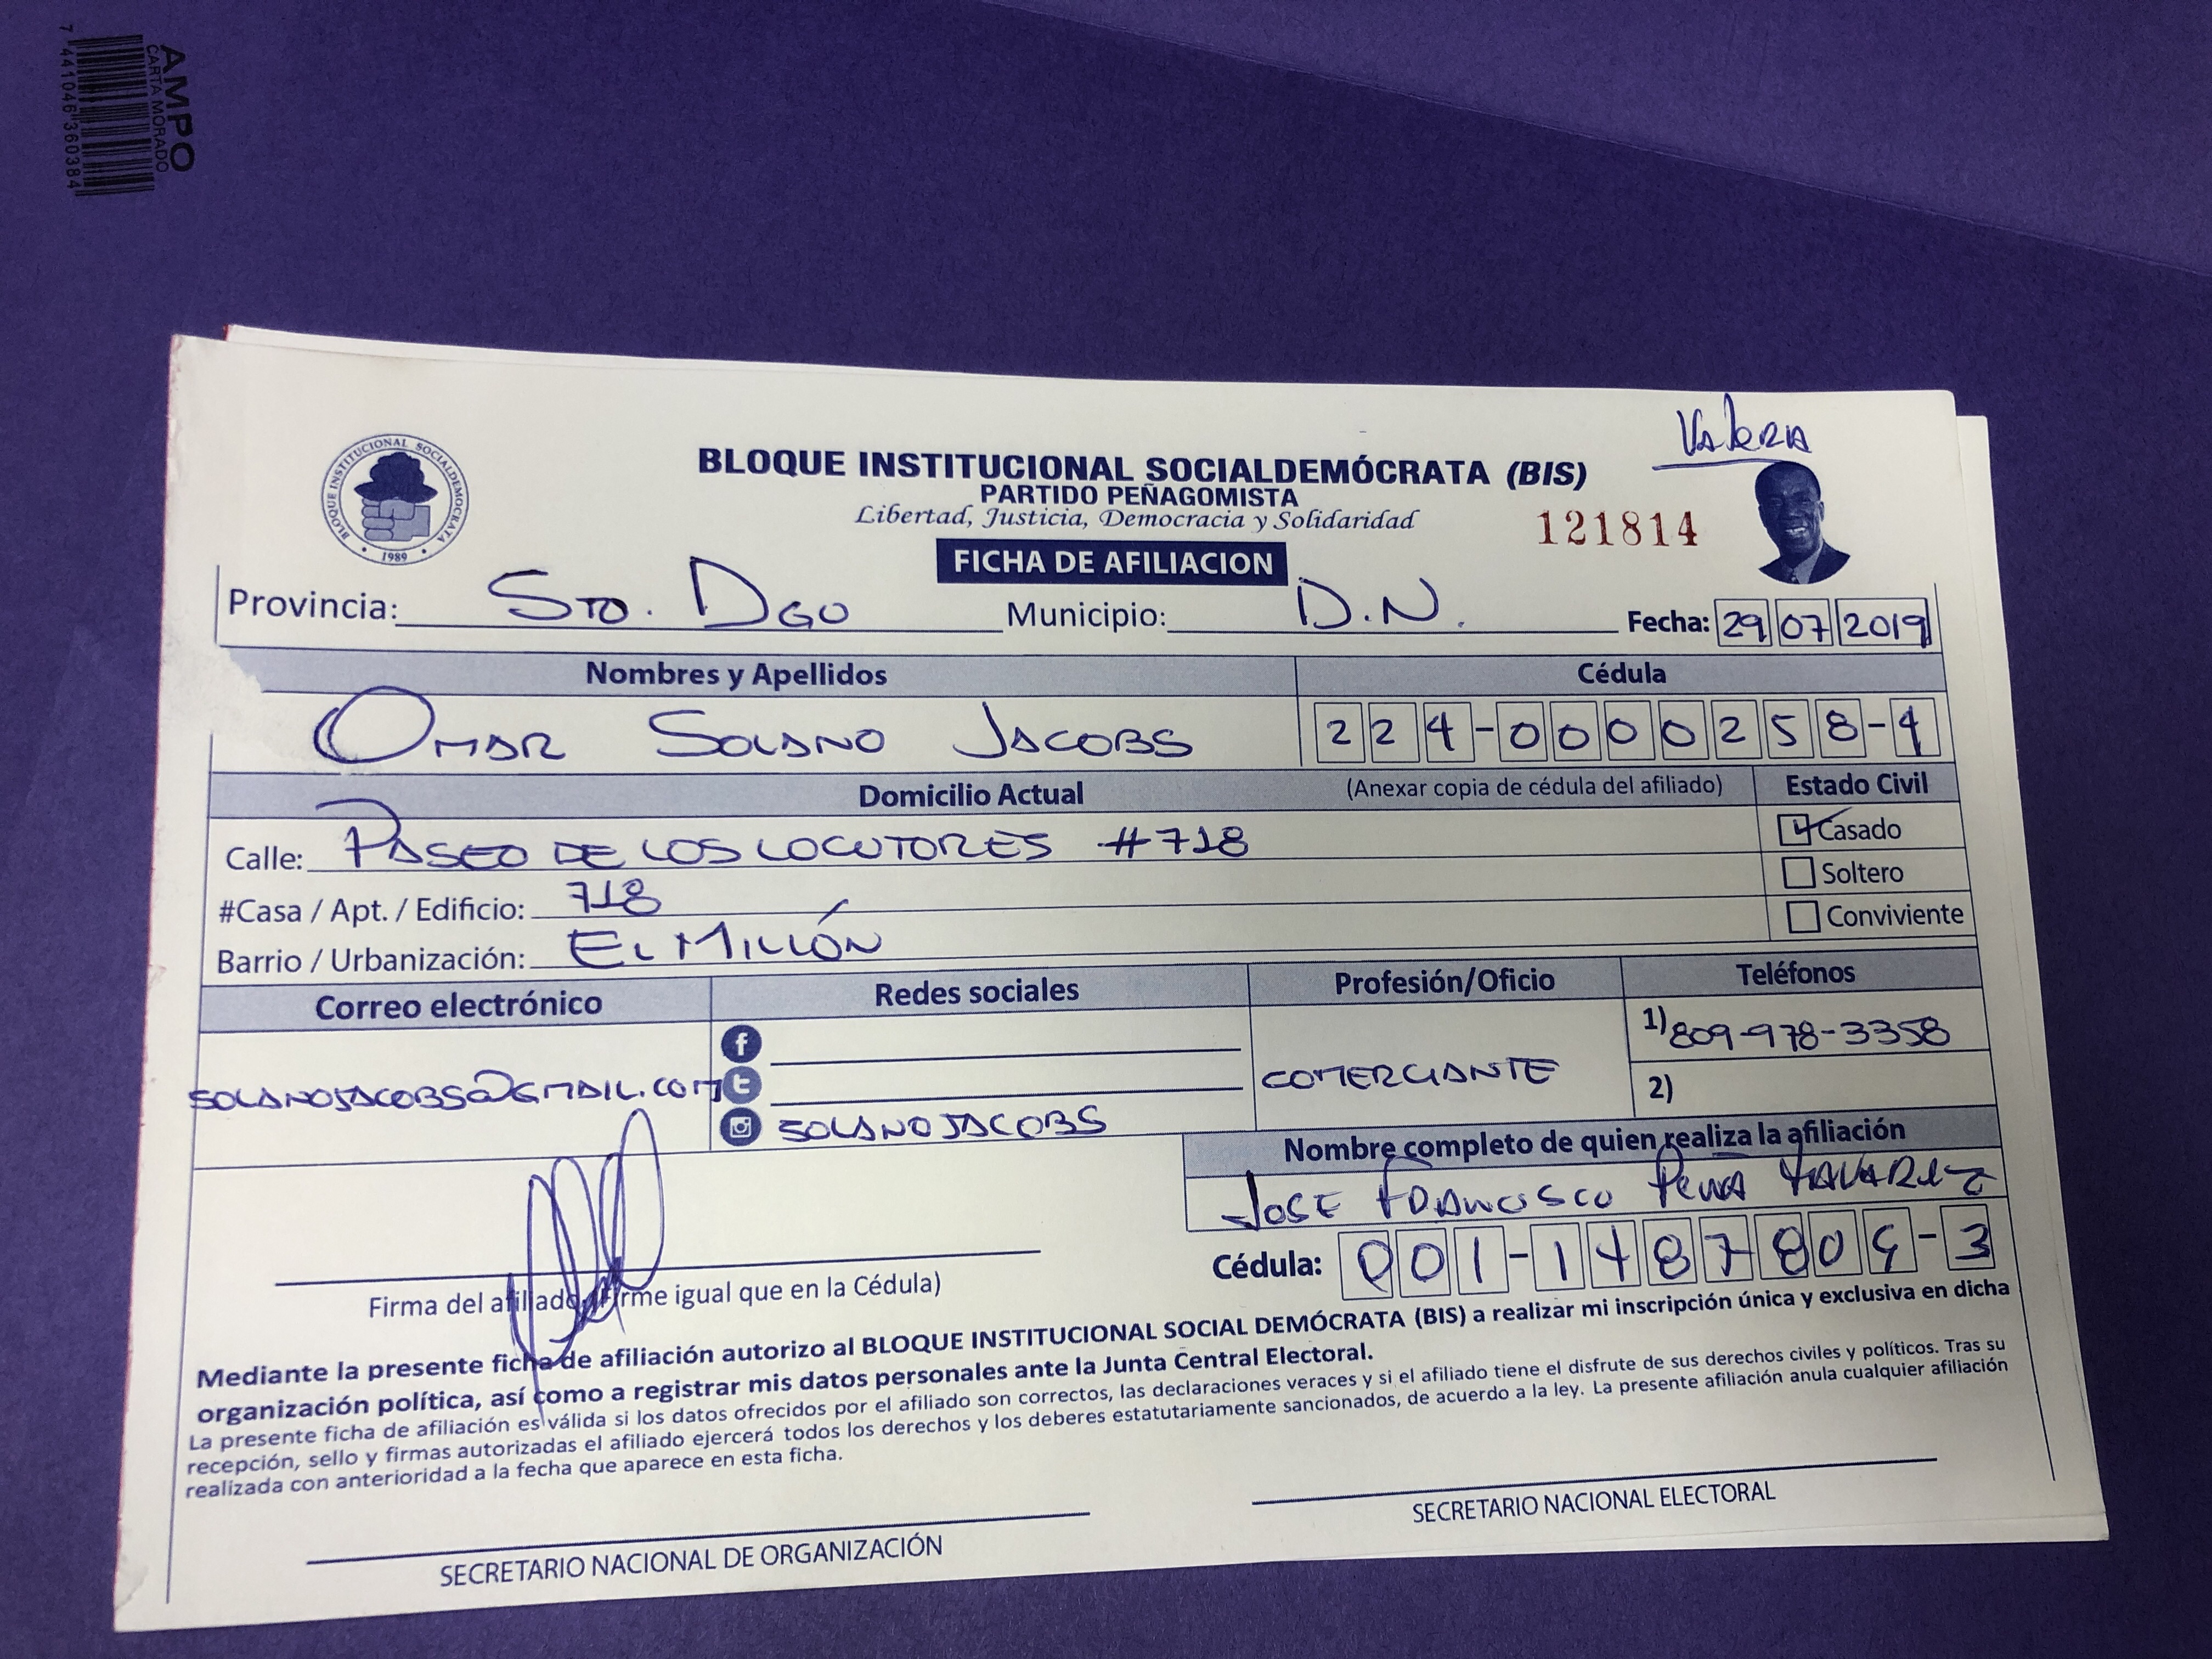 AMPO
CARTA MORADO
7 441046 360384
Valeria
BLOQUE INSTITUCIONAL SOCIALDEMOCRATA
1989
BLOQUE INSTITUCIONAL SOCIALDEMÓCRATA (BIS)
PARTIDO PEÑAGOMISTA
Libertad, Justicia, Democracia y Solidaridad
121814
FICHA DE AFILIACION
Provincia: STO. DGO Municipio: D.N. Fecha: 29 07 2019
Nombres y Apellidos Cédula
OMAR SOLANO JACOBS 224-0000258-4
Domicilio Actual (Anexar copia de cédula del afiliado) Estado Civil
Calle: PASEO DE LOS LOCUTORES #718 Casado
#Casa / Apt. / Edificio: 718 Soltero
Barrio / Urbanización: EL MILLÓN Conviviente
Correo electrónico Redes sociales Profesión/Oficio Teléfonos
1) 809-978-3358
SOLANOJACOBS@GMAIL.COM COMERCIANTE 2)
SOLANOJACOBS
Nombre completo de quien realiza la afiliación
JOSE FRANCISCO PEÑA TAVAREZ
Cédula: 001-1487809-3
Firma del afiliado (Firme igual que en la Cédula)
Mediante la presente ficha de afiliación autorizo al BLOQUE INSTITUCIONAL SOCIAL DEMÓCRATA (BIS) a realizar mi inscripción única y exclusiva en dicha
organización política, así como a registrar mis datos personales ante la Junta Central Electoral.
La presente ficha de afiliación es válida si los datos ofrecidos por el afiliado son correctos, las declaraciones veraces y si el afiliado tiene el disfrute de sus derechos civiles y políticos. Tras su
recepción, sello y firmas autorizadas el afiliado ejercerá todos los derechos y los deberes estatutariamente sancionados, de acuerdo a la ley. La presente afiliación anula cualquier afiliación
realizada con anterioridad a la fecha que aparece en esta ficha.
SECRETARIO NACIONAL DE ORGANIZACIÓN SECRETARIO NACIONAL ELECTORAL